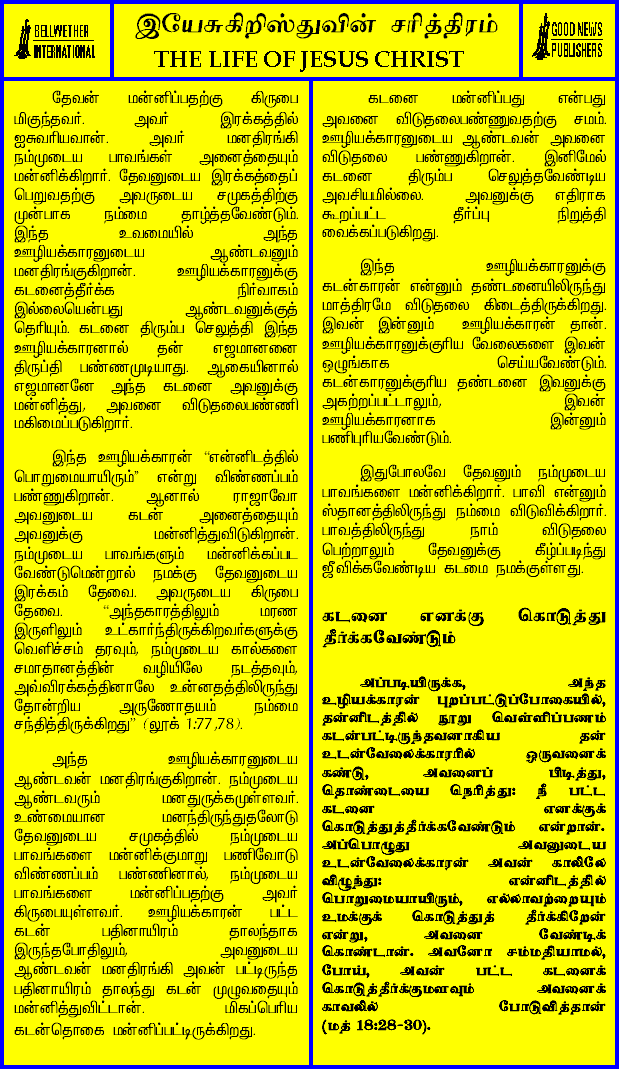 BELLWETHER
INTERNATIONAL
இயேசுகிறிஸ்துவின் சரித்திரம்
THE LIFE OF JESUS CHRIST
GOOD NEWS
PUBLISHERS
தேவன் மன்னிப்பதற்கு கிருபை
மிகுந்தவர். அவர் இரக்கத்தில்
ஐசுவரியவான். அவர் மனதிரங்கி
நம்முடைய பாவங்கள் அனைத்தையும்
மன்னிக்கிறார். தேவனுடைய இரக்கத்தைப்
பெறுவதற்கு அவருடைய சமுகத்திற்கு
முன்பாக நம்மை தாழ்த்தவேண்டும்.
இந்த உவமையில் அந்த
ஊழியக்காரனுடைய ஆண்டவனும்
மனதிரங்குகிறான். ஊழியக்காரனுக்கு
கடனைத்தீர்க்க நிர்வாகம்
இல்லையென்பது ஆண்டவனுக்குத்
தெரியும். கடனை திரும்ப செலுத்தி இந்த
ஊழியக்காரனால் தன் எஜமானனை
திருப்தி பண்ணமுடியாது. ஆகையினால்
எஜமானனே அந்த கடனை அவனுக்கு
மன்னித்து, அவனை விடுதலைபண்ணி
மகிமைப்படுகிறார்.
இந்த ஊழியக்காரன் “என்னிடத்தில்
பொறுமையாயிரும்” என்று விண்ணப்பம்
பண்ணுகிறான். ஆனால் ராஜாவோ
அவனுடைய கடன் அனைத்தையும்
அவனுக்கு மன்னித்துவிடுகிறான்.
நம்முடைய பாவங்களும் மன்னிக்கப்பட
வேண்டுமென்றால் நமக்கு தேவனுடைய
இரக்கம் தேவை. அவருடைய கிருபை
தேவை. “அந்தகாரத்திலும் மரண
இருளிலும் உட்கார்ந்திருக்கிறவர்களுக்கு
வெளிச்சம் தரவும், நம்முடைய கால்களை
சமாதானத்தின் வழியிலே நடத்தவும்,
அவ்விரக்கத்தினாலே உன்னதத்திலிருந்து
தோன்றிய அருணோதயம் நம்மை
சந்தித்திருக்கிறது” (லூக் 1:77,78).
அந்த ஊழியக்காரனுடைய
ஆண்டவன் மனதிரங்குகிறான். நம்முடைய
ஆண்டவரும் மனதுருக்கமுள்ளவர்.
உண்மையான மனந்திருந்துதலோடு
தேவனுடைய சமுகத்தில் நம்முடைய
பாவங்களை மன்னிக்குமாறு பணிவோடு
விண்ணப்பம் பண்ணினால், நம்முடைய
பாவங்களை மன்னிப்பதற்கு அவர்
கிருபையுள்ளவர். ஊழியக்காரன் பட்ட
கடன் பதினாயிரம் தாலந்தாக
இருந்தபோதிலும், அவனுடைய
ஆண்டவன் மனதிரங்கி அவன் பட்டிருந்த
பதினாயிரம் தாலந்து கடன் முழுவதையும்
மன்னித்துவிட்டான். மிகப்பெரிய
கடன்தொகை மன்னிப்பட்டிருக்கிறது.
கடனை மன்னிப்பது என்பது
அவனை விடுதலைபண்ணுவதற்கு சமம்.
ஊழியக்காரனுடைய ஆண்டவன் அவனை
விடுதலை பண்ணுகிறான். இனிமேல்
கடனை திரும்ப செலுத்தவேண்டிய
அவசியமில்லை. அவனுக்கு எதிராக
கூறப்பட்ட தீர்ப்பு நிறுத்தி
வைக்கப்படுகிறது.
இந்த ஊழியக்காரனுக்கு
கடன்காரன் என்னும் தண்டனையிலிருந்து
மாத்திரமே விடுதலை கிடைத்திருக்கிறது.
இவன் இன்னும் ஊழியக்காரன் தான்.
ஊழியக்காரனுக்குரிய வேலைகளை இவன்
ஒழுங்காக செய்யவேண்டும்.
கடன்காரனுக்குரிய தண்டனை இவனுக்கு
அகற்றப்பட்டாலும், இவன்
ஊழியக்காரனாக இன்னும்
பணிபுரியவேண்டும்.
இதுபோலவே தேவனும் நம்முடைய
பாவங்களை மன்னிக்கிறார். பாவி என்னும்
ஸ்தானத்திலிருந்து நம்மை விடுவிக்கிறார்.
பாவத்திலிருந்து நாம் விடுதலை
பெற்றாலும் தேவனுக்கு கீழ்ப்படிந்து
ஜீவிக்கவேண்டிய கடமை நமக்குள்ளது.
கடனை எனக்கு கொடுத்து
தீர்க்கவேண்டும்
அப்படியிருக்க, அந்த
உழியக்காரன் புறப்பட்டுப்போகையில்,
தன்னிடத்தில் நூறு வெள்ளிப்பணம்
கடன்பட்டிருந்தவனாகிய தன்
உடன்வேலைக்காரரில் ஒருவனைக்
கண்டு, அவனைப் பிடித்து,
தொண்டையை நெரித்து: நீ பட்ட
கடனை எனக்குக்
கொடுத்துத்தீர்க்கவேண்டும் என்றான்.
அப்பொழுது அவனுடைய
உடன்வேலைக்காரன் அவன் காலிலே
விழுந்து: என்னிடத்தில்
பொறுமையாயிரும், எல்லாவற்றையும்
உமக்குக் கொடுத்துத் தீர்க்கிறேன்
என்று, அவனை வேண்டிக்
கொண்டான். அவனோ சம்மதியாமல்,
போய், அவன் பட்ட கடனைக்
கொடுத்தீர்க்குமளவும் அவனைக்
காவலில் போடுவித்தான்
(மத் 18:28-30).